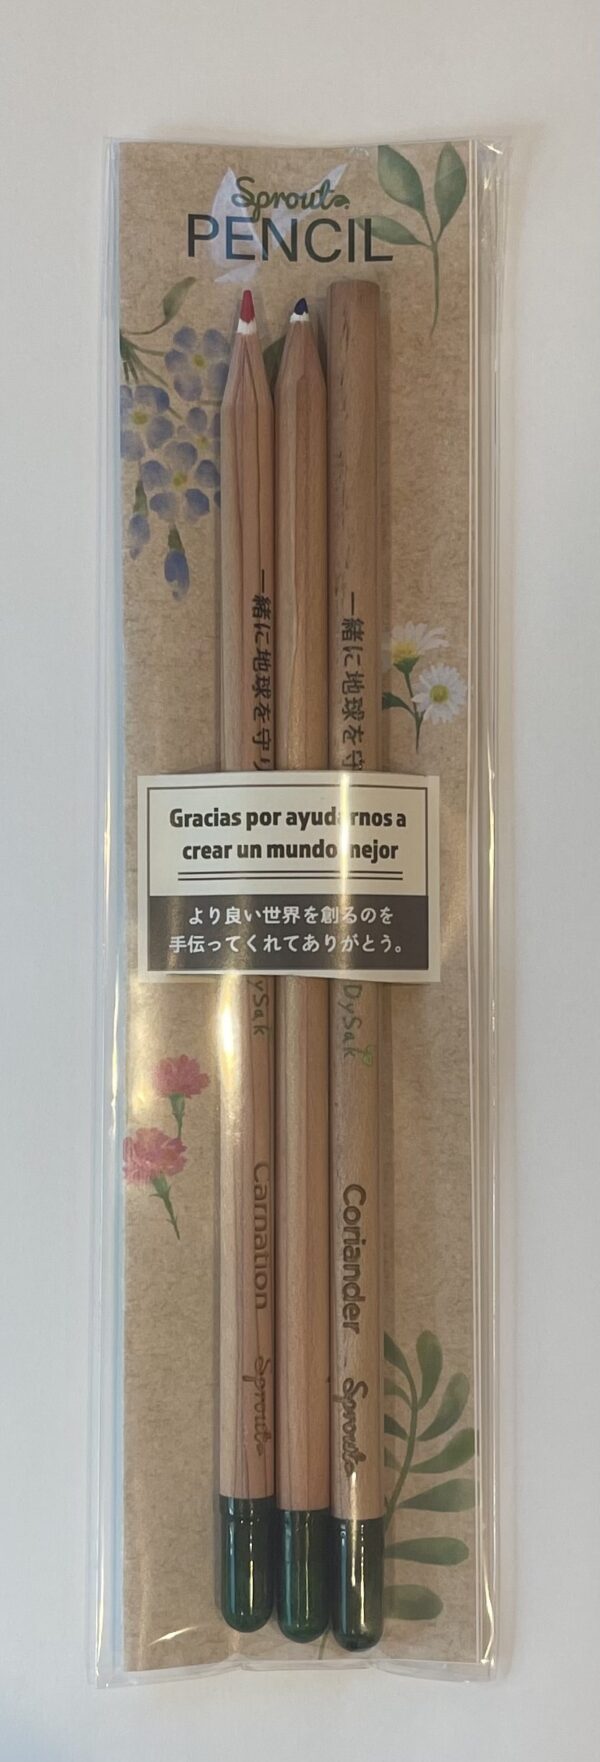 Sprout
PENCIL
一緒に地球を守り
一緒に地球を守
Gracias por ayudarnos a
crear un mundo mejor
より良い世界を創るのを
手伝ってくれてありがとう。
ySak
DySak
Carnation Sprout
Coriander Sprout